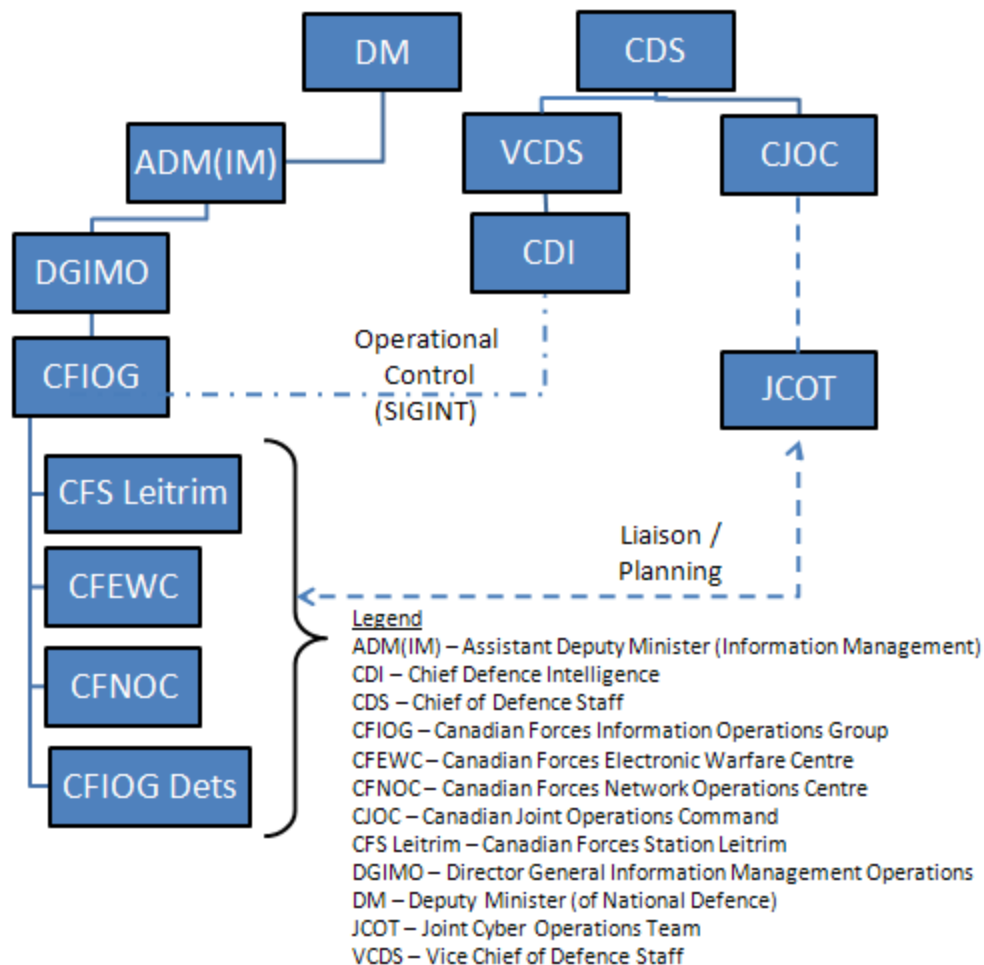 DM
CDS
ADM(IM)
VCDS
CJOC
DGIMO
CDI
CFIOG
Operational
Control
(SIGINT)
JCOT
CFS Leitrim
CFEWC
CFNOC
CFIOG Dets
Liaison /
Planning
Legend
ADM(IM) – Assistant Deputy Minister (Information Management)
CDI – Chief Defence Intelligence
CDS – Chief of Defence Staff
CFIOG – Canadian Forces Information Operations Group
CFEWC – Canadian Forces Electronic Warfare Centre
CFNOC – Canadian Forces Network Operations Centre
CJOC – Canadian Joint Operations Command
CFS Leitrim – Canadian Forces Station Leitrim
DGIMO – Director General Information Management Operations
DM – Deputy Minister (of National Defence)
JCOT – Joint Cyber Operations Team
VCDS – Vice Chief of Defence Staff